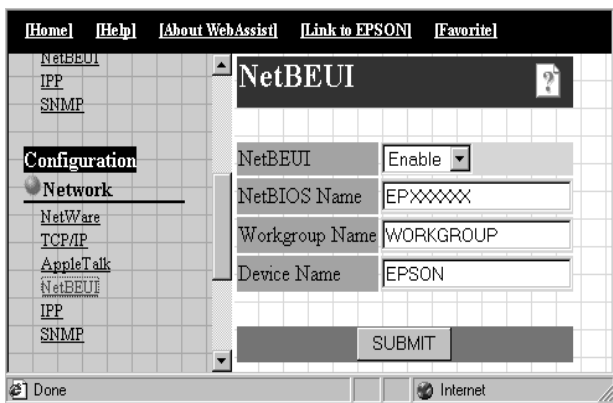 [Home] [Help] [About WebAssist] [Link to EPSON] [Favorite]
NetBEUI
IPP
SNMP
Configuration
Network
NetWare
TCP/IP
AppleTalk
NetBEUI
IPP
SNMP
NetBEUI ?
NetBEUI Enable
NetBIOS Name EPXXXXXX
Workgroup Name WORKGROUP
Device Name EPSON
SUBMIT
Done Internet